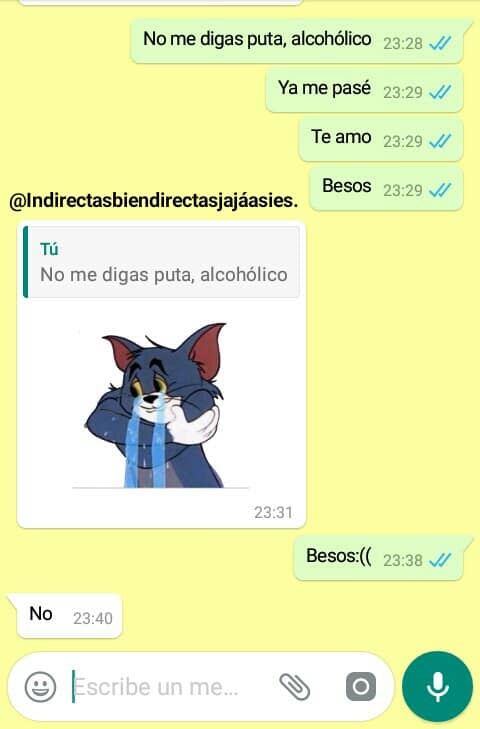 No me digas puta, alcohólico 23:28
Ya me pasé 23:29
Te amo 23:29
Besos 23:29
@Indirectasbiendirectasjajáasies.
Tú
No me digas puta, alcohólico
23:31
Besos:(( 23:38
No 23:40
Escribe un me...